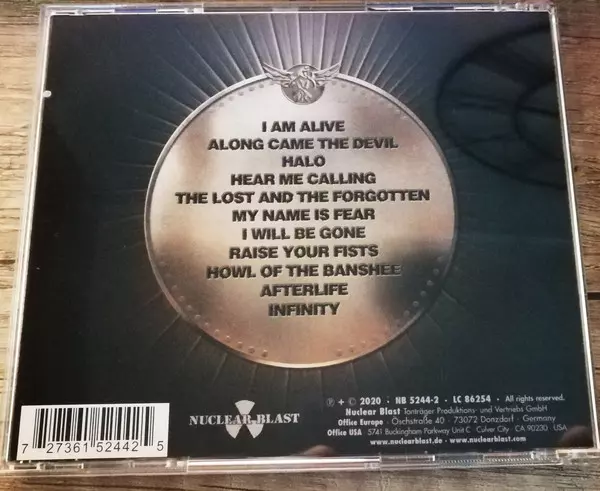 I AM ALIVE
ALONG CAME THE DEVIL
HALO
HEAR ME CALLING
THE LOST AND THE FORGOTTEN
MY NAME IS FEAR
I WILL BE GONE
RAISE YOUR FISTS
HOWL OF THE BANSHEE
AFTERLIFE
INFINITY
7 27361 52442 5
NUCLEAR BLAST
℗ + © 2020 · NB 5244-2 · LC 86254 · All rights reserved.
Nuclear Blast Tonträger Produktions- und Vertriebs GmbH
Office Europe · Oeschstraße 40 · 73072 Donzdorf · Germany
Office USA 5741 Buckingham Parkway Unit C Culver City CA 90230 USA
www.nuclearblast.de · www.nuclearblast.com